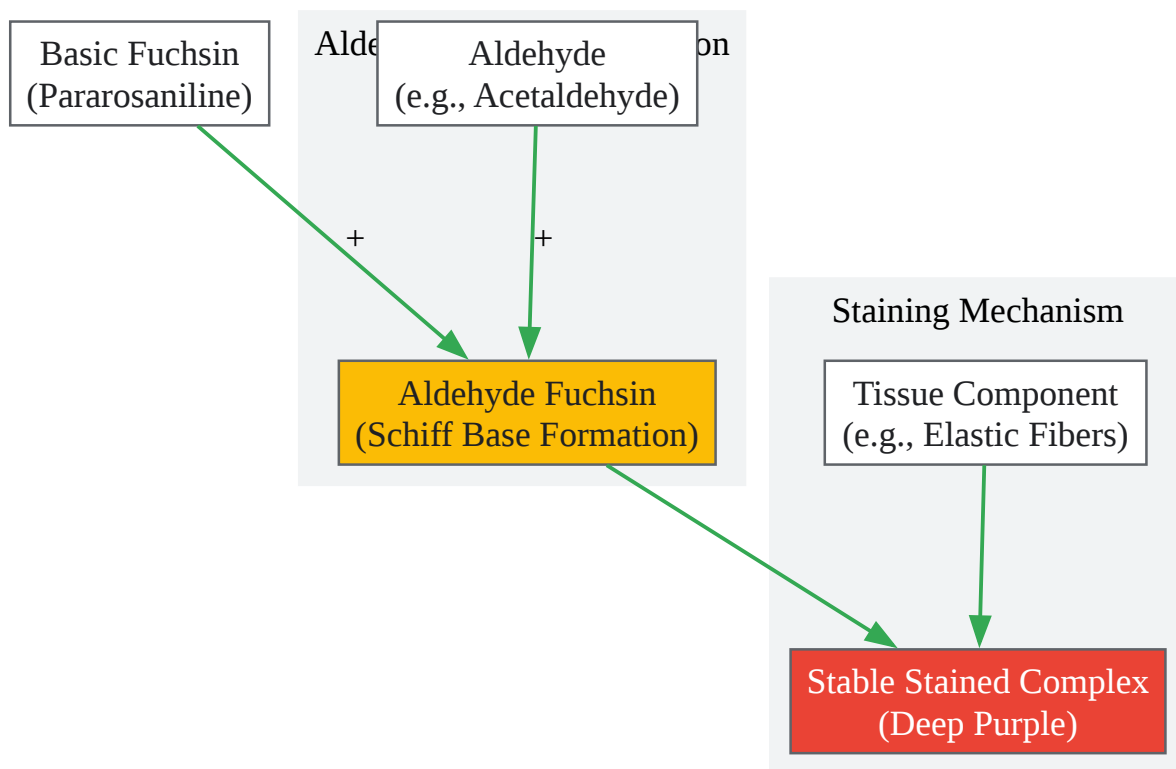 Basic Fuchsin
(Pararosaniline)
Aldehyde
(e.g., Acetaldehyde)
+
+
Aldehyde Fuchsin
(Schiff Base Formation)
Staining Mechanism
Tissue Component
(e.g., Elastic Fibers)
Stable Stained Complex
(Deep Purple)